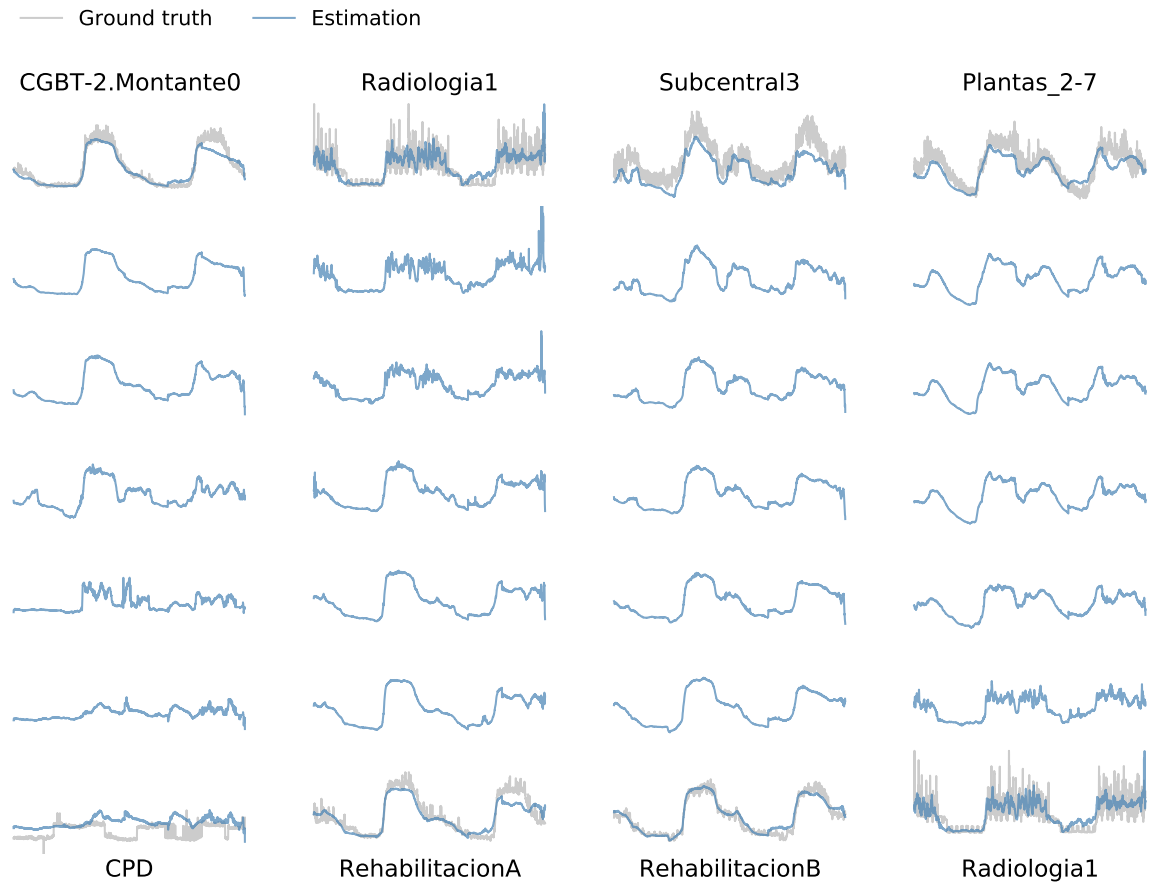 Ground truth Estimation
CGBT-2.Montante0 Radiologia1 Subcentral3 Plantas_2-7
CPD RehabilitacionA RehabilitacionB Radiologia1